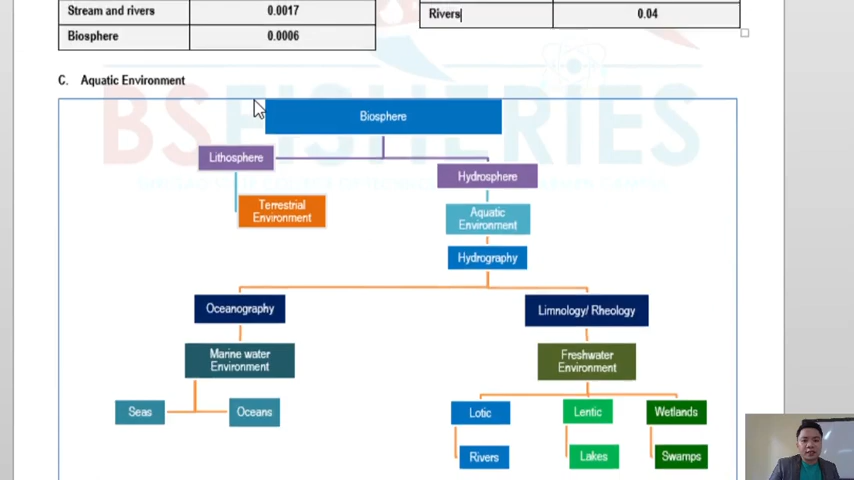 Stream and rivers 0.0017
Rivers 0.04
Biosphere 0.0006
C. Aquatic Environment
BSFISHERIES
Biosphere
Lithosphere
Hydrosphere
Terrestrial
Environment
Aquatic
Environment
Hydrography
Oceanography
Limnology/ Rheology
Marine water
Environment
Freshwater
Environment
Seas
Oceans
Lotic
Lentic
Wetlands
Rivers
Lakes
Swamps